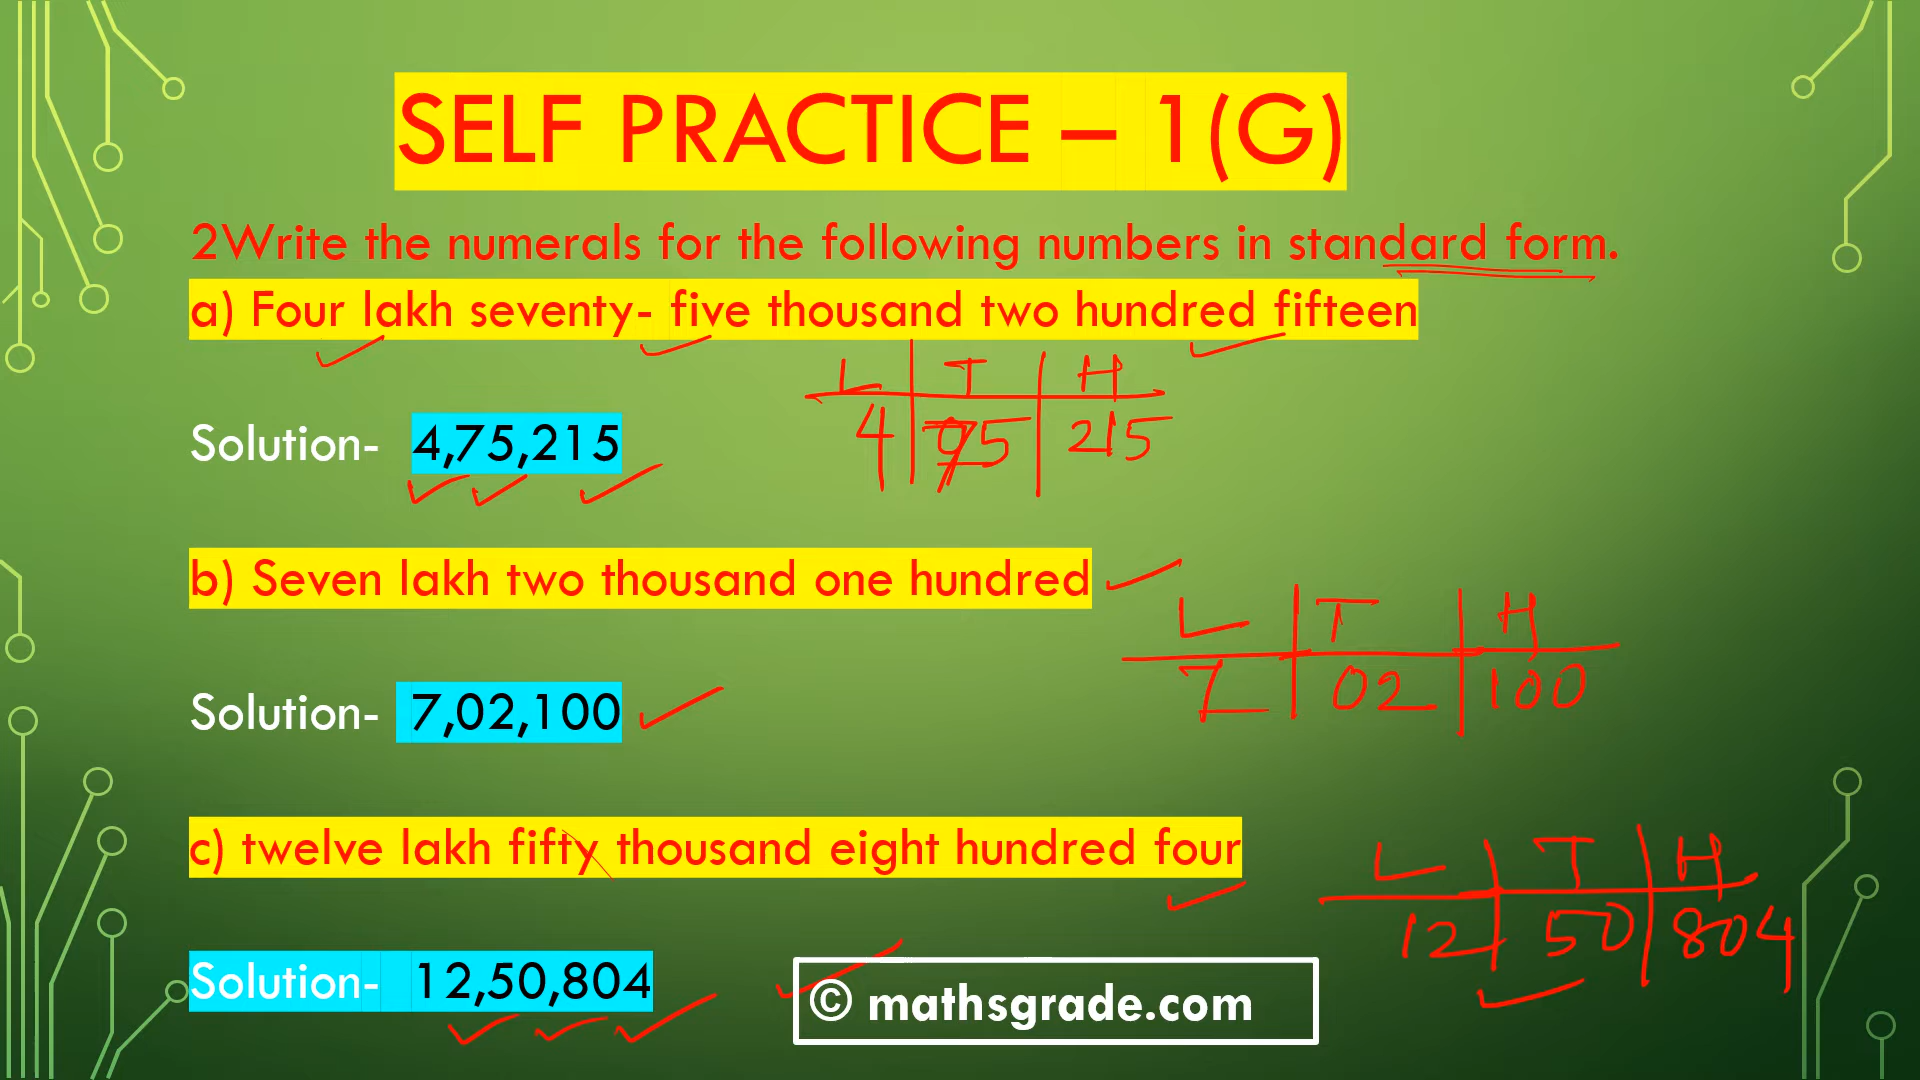 SELF PRACTICE – 1(G)
2Write the numerals for the following numbers in standard form.
a) Four lakh seventy- five thousand two hundred fifteen
L T H
4 75 215
Solution- 4,75,215
b) Seven lakh two thousand one hundred
L T H
7 02 100
Solution- 7,02,100
c) twelve lakh fifty thousand eight hundred four
L T H
12 50 804
Solution- 12,50,804
© mathsgrade.com